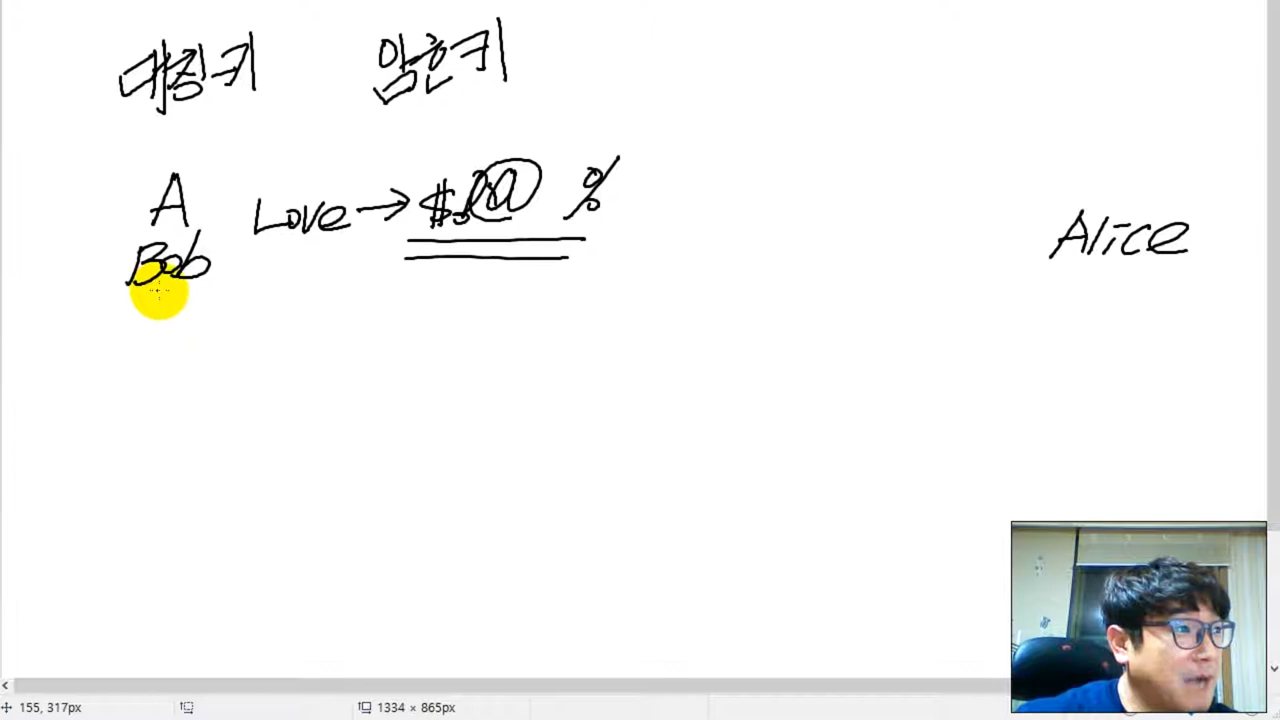 대칭키 암호키
A Love → $.@ %
Bob
Alice
155, 317px 1334 × 865px